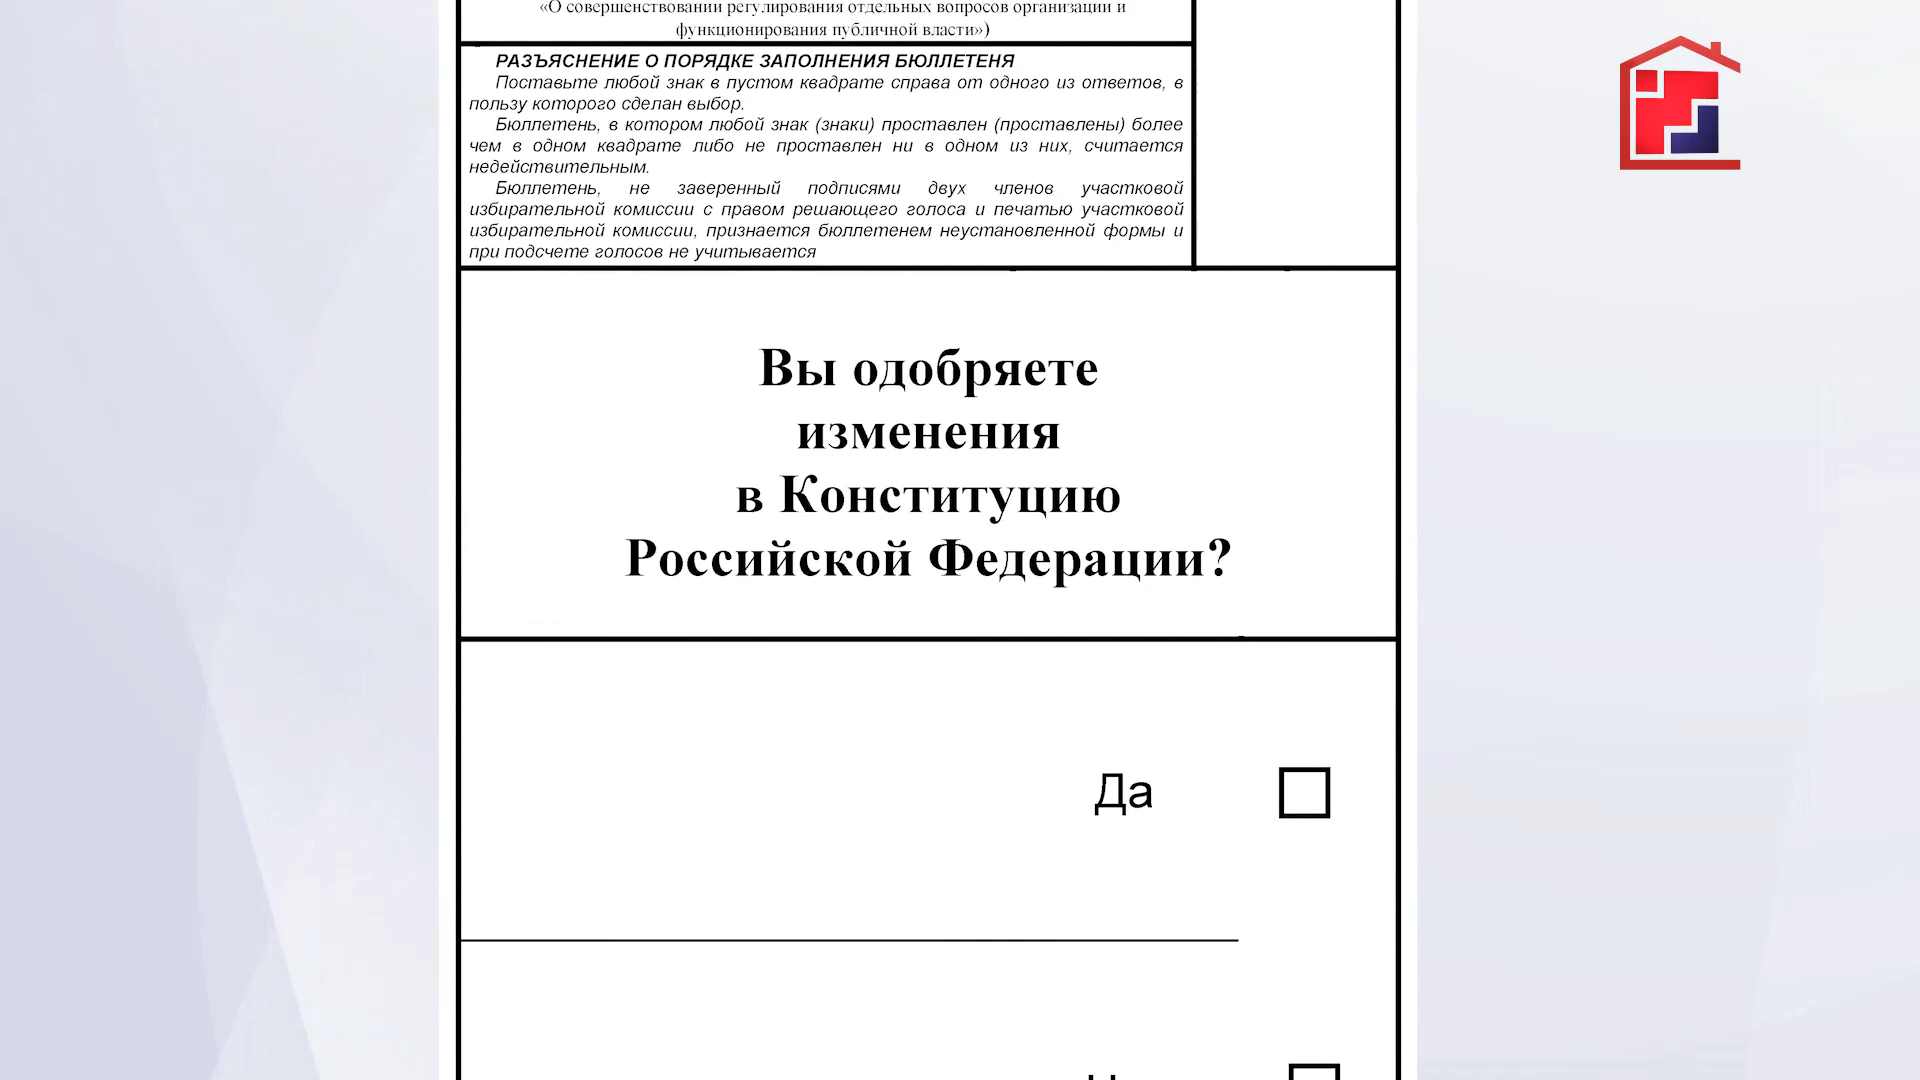 «О совершенствовании регулирования отдельных вопросов организации и
функционирования публичной власти»)
РАЗЪЯСНЕНИЕ О ПОРЯДКЕ ЗАПОЛНЕНИЯ БЮЛЛЕТЕНЯ
Поставьте любой знак в пустом квадрате справа от одного из ответов, в
пользу которого сделан выбор.
Бюллетень, в котором любой знак (знаки) проставлен (проставлены) более
чем в одном квадрате либо не проставлен ни в одном из них, считается
недействительным.
Бюллетень, не заверенный подписями двух членов участковой
избирательной комиссии с правом решающего голоса и печатью участковой
избирательной комиссии, признается бюллетенем неустановленной формы и
при подсчете голосов не учитывается
Вы одобряете
изменения
в Конституцию
Российской Федерации?
Да